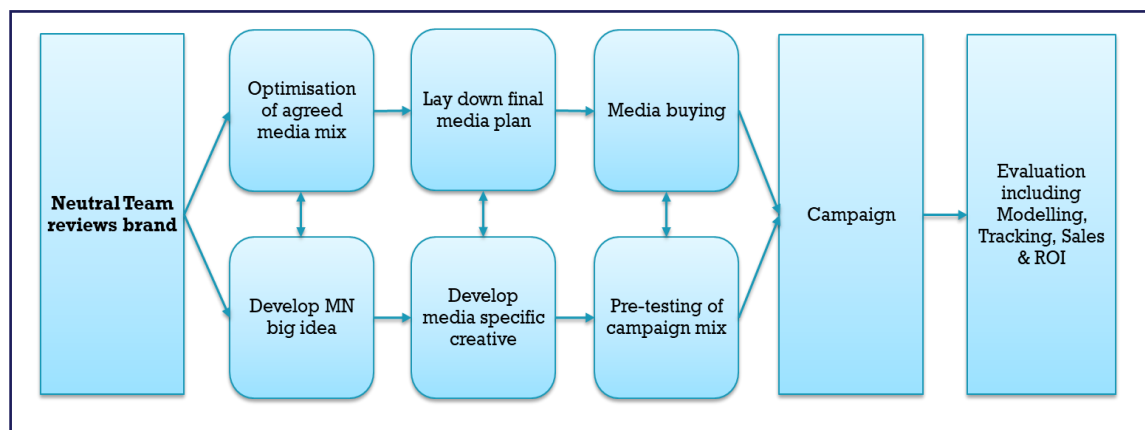 Neutral Team
reviews brand
Optimisation
of agreed
media mix
Lay down final
media plan
Media buying
Develop MN
big idea
Develop
media specific
creative
Pre-testing of
campaign mix
Campaign
Evaluation
including
Modelling,
Tracking, Sales
& ROI